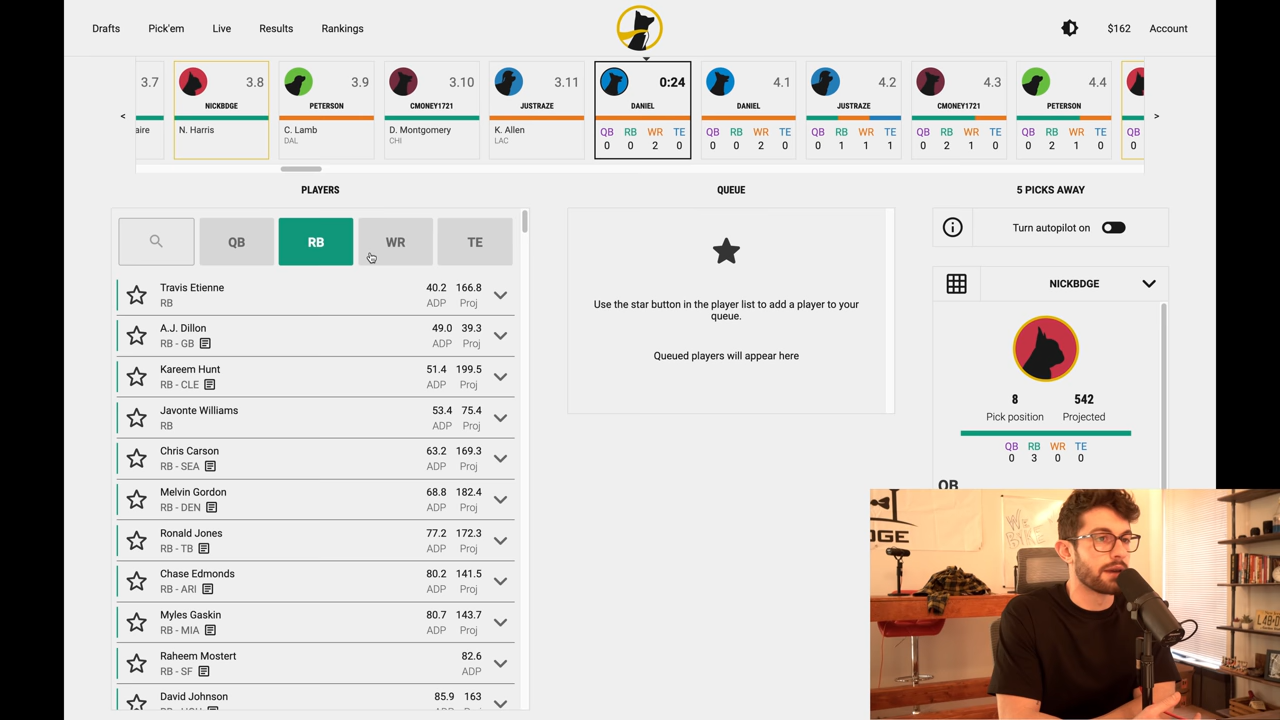 Drafts Pick'em Live Results Rankings $162 Account
3.7 3.8 3.9 3.10 3.11 0:24 4.1 4.2 4.3 4.4
NICKBDGE PETERSON CMONEY1721 JUSTRAZE DANIEL DANIEL JUSTRAZE CMONEY1721 PETERSON
aire N. Harris C. Lamb D. Montgomery K. Allen QB RB WR TE QB RB WR TE QB RB WR TE QB RB WR TE QB RB WR TE QB
DAL CHI LAC 0 0 2 0 0 0 2 0 0 1 1 1 0 2 1 0 0 2 1 0 0
< >
PLAYERS QUEUE 5 PICKS AWAY
QB RB WR TE
Turn autopilot on
Travis Etienne 40.2 166.8
RB ADP Proj
A.J. Dillon 49.0 39.3
RB - GB ADP Proj
Kareem Hunt 51.4 199.5
RB - CLE ADP Proj
Javonte Williams 53.4 75.4
RB ADP Proj
Chris Carson 63.2 169.3
RB - SEA ADP Proj
Melvin Gordon 68.8 182.4
RB - DEN ADP Proj
Ronald Jones 77.2 172.3
RB - TB ADP Proj
Chase Edmonds 80.2 141.5
RB - ARI ADP Proj
Myles Gaskin 80.7 143.7
RB - MIA ADP Proj
Raheem Mostert 82.6
RB - SF ADP
David Johnson 85.9 163
Use the star button in the player list to add a player to your
queue.
Queued players will appear here
NICKBDGE
8 542
Pick position Projected
QB RB WR TE
0 3 0 0
QB